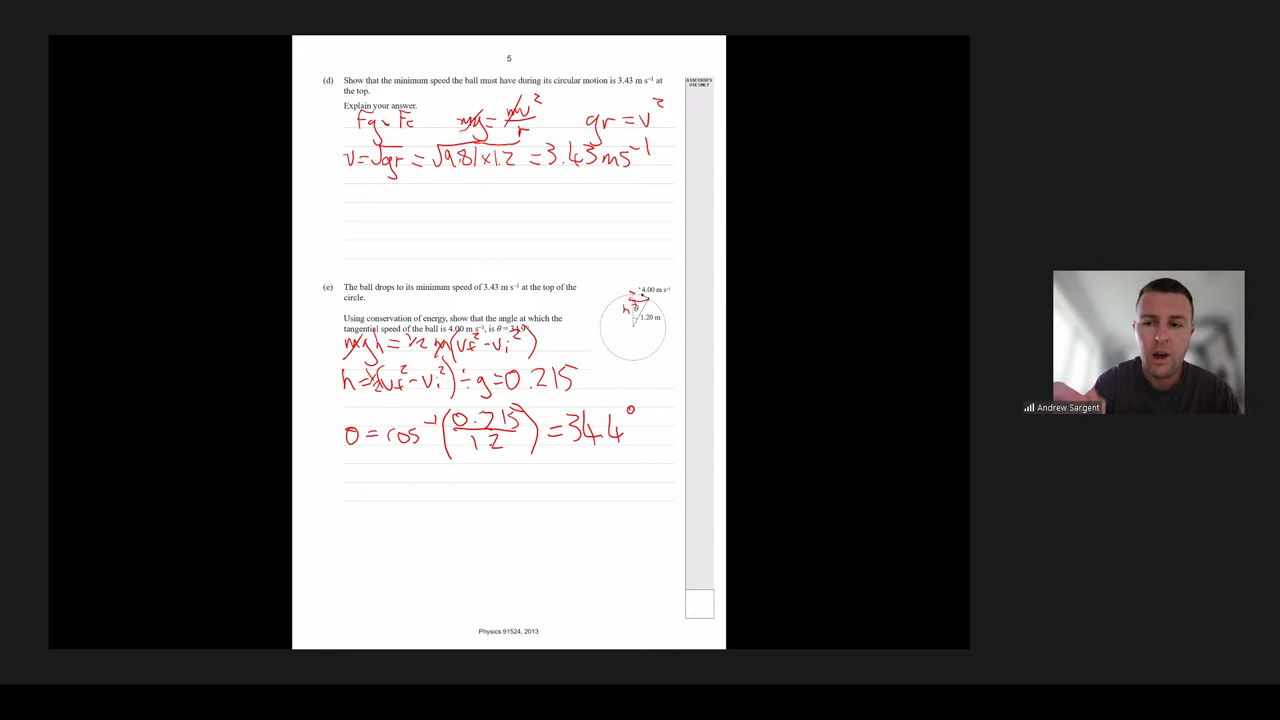 5
ASSESSOR'S
USE ONLY
(d) Show that the minimum speed the ball must have during its circular motion is 3.43 m s⁻¹ at
the top.
Explain your answer.
Fg = Fc mg = mv²/r gr = v²
v = √gr = √9.81×1.2 = 3.43 ms⁻¹
(e) The ball drops to its minimum speed of 3.43 m s⁻¹ at the top of the
circle.
4.00 m s⁻¹
h
1.20 m
Using conservation of energy, show that the angle at which the
tangential speed of the ball is 4.00 m s⁻¹, is θ = 34.9°
mgh = 1/2 m(vf² - vi²)
h = 1/2(vf² - vi²) ÷ g = 0.215
θ = cos⁻¹(0.215/1.2) = 34.4°
Physics 91524, 2013
Andrew Sargent